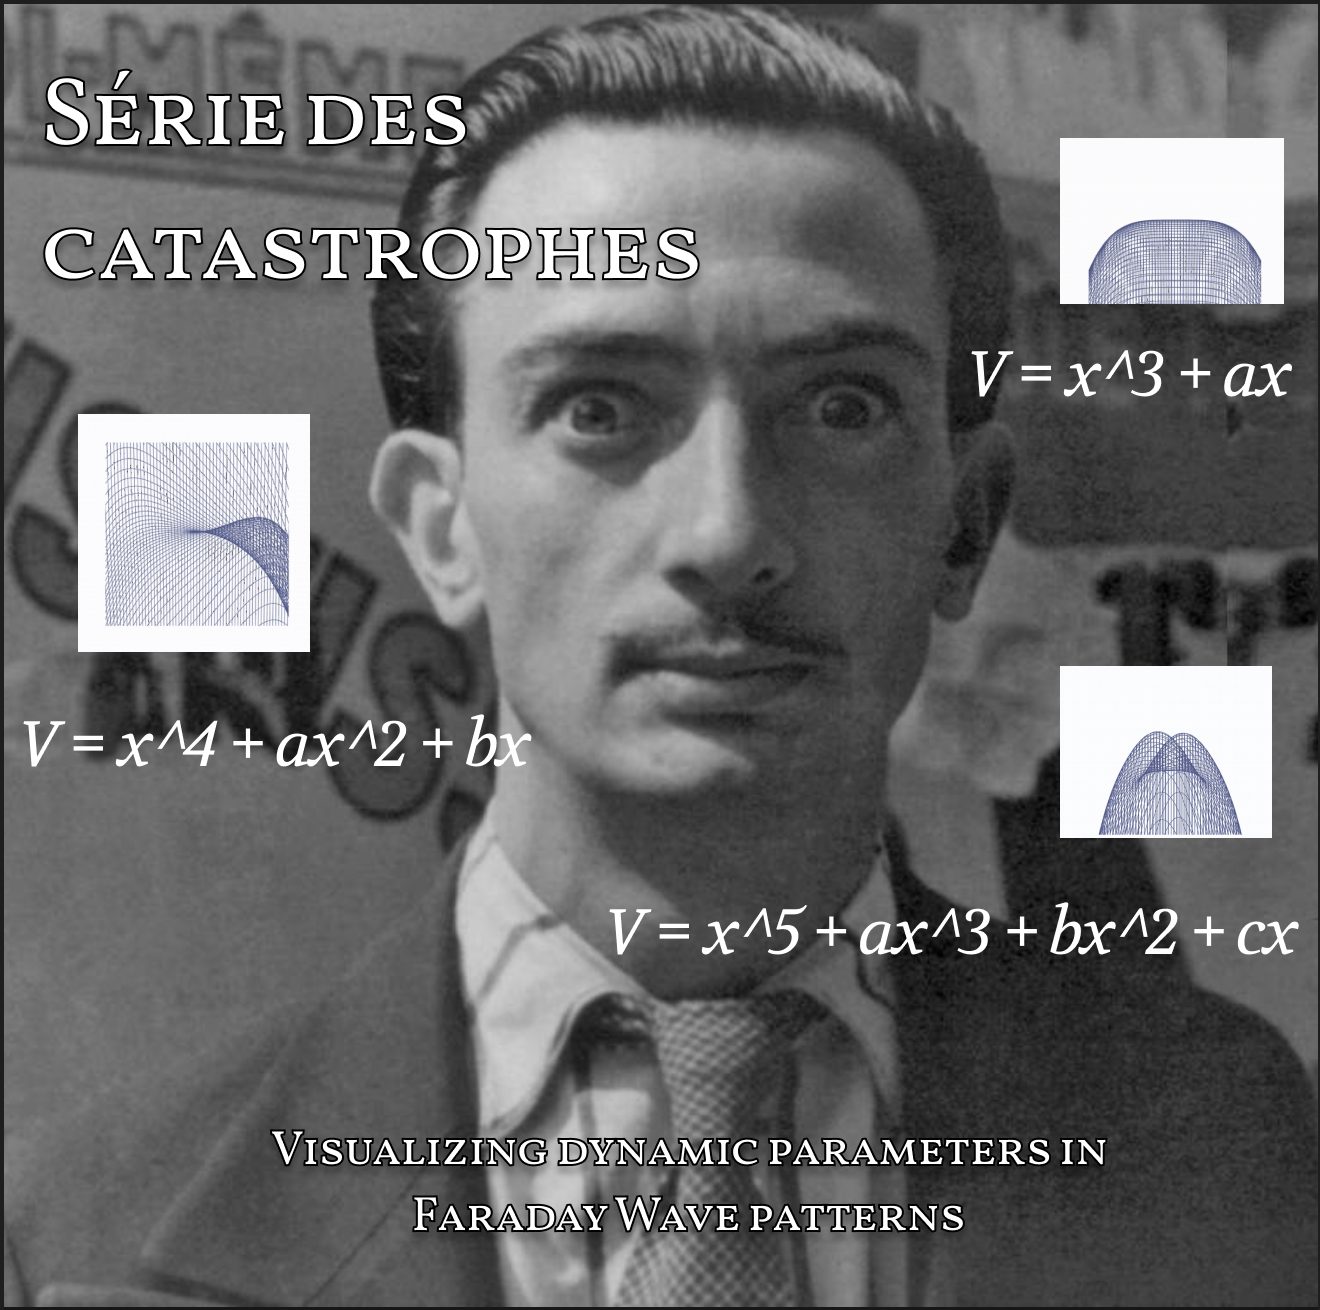 SÉRIE DES
CATASTROPHES
V = x^3 + ax
V = x^4 + ax^2 + bx
V = x^5 + ax^3 + bx^2 + cx
VISUALIZING DYNAMIC PARAMETERS IN
FARADAY WAVE PATTERNS